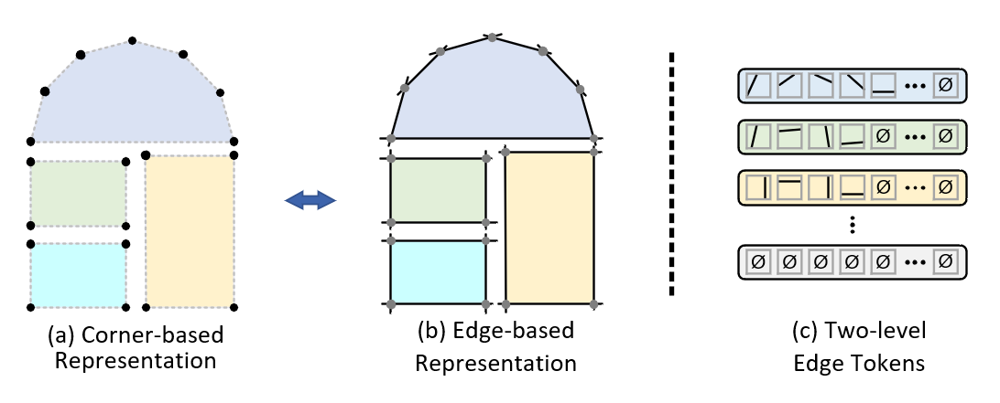 Ø
Ø Ø
Ø Ø
Ø Ø Ø Ø Ø Ø
(a) Corner-based
Representation
(b) Edge-based
Representation
(c) Two-level
Edge Tokens